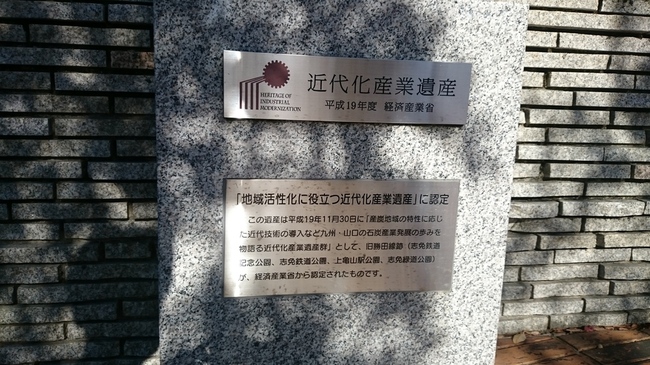 近代化産業遺産
平成19年度 経済産業省
HERITAGE OF
INDUSTRIAL
MODERNIZATION
「地域活性化に役立つ近代化産業遺産」に認定
この遺産は平成19年11月30日に「産炭地域の特性に応じ
た近代技術の導入など九州・山口の石炭産業発展の歩みを
物語る近代化産業遺産群」として、旧勝田線跡（志免鉄道
記念公園、志免鉄道公園、上亀山駅公園、志免緑道公園）
が、経済産業省から認定されたものです。